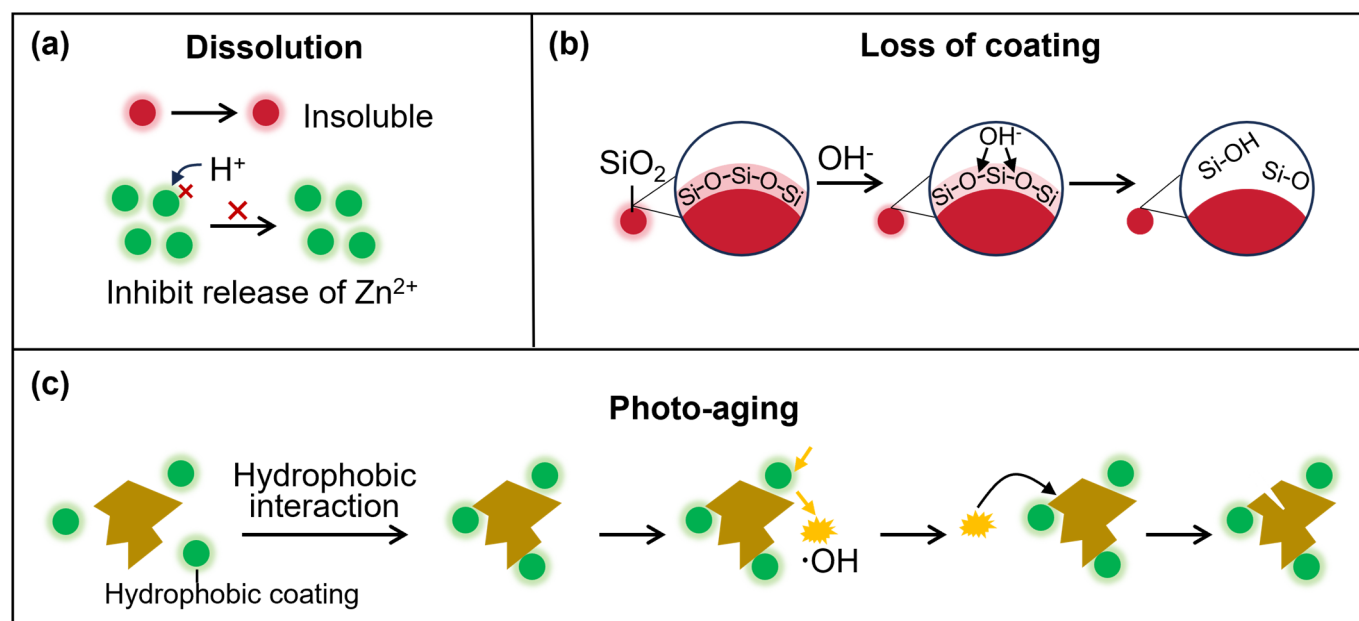 (a)
Dissolution
Insoluble
H⁺
Inhibit release of Zn²⁺
(b)
Loss of coating
SiO₂
Si-O-Si-O-Si
OH⁻
OH⁻
Si-O-Si-O-Si
Si-OH
Si-O
(c)
Photo-aging
Hydrophobic
interaction
Hydrophobic coating
·OH